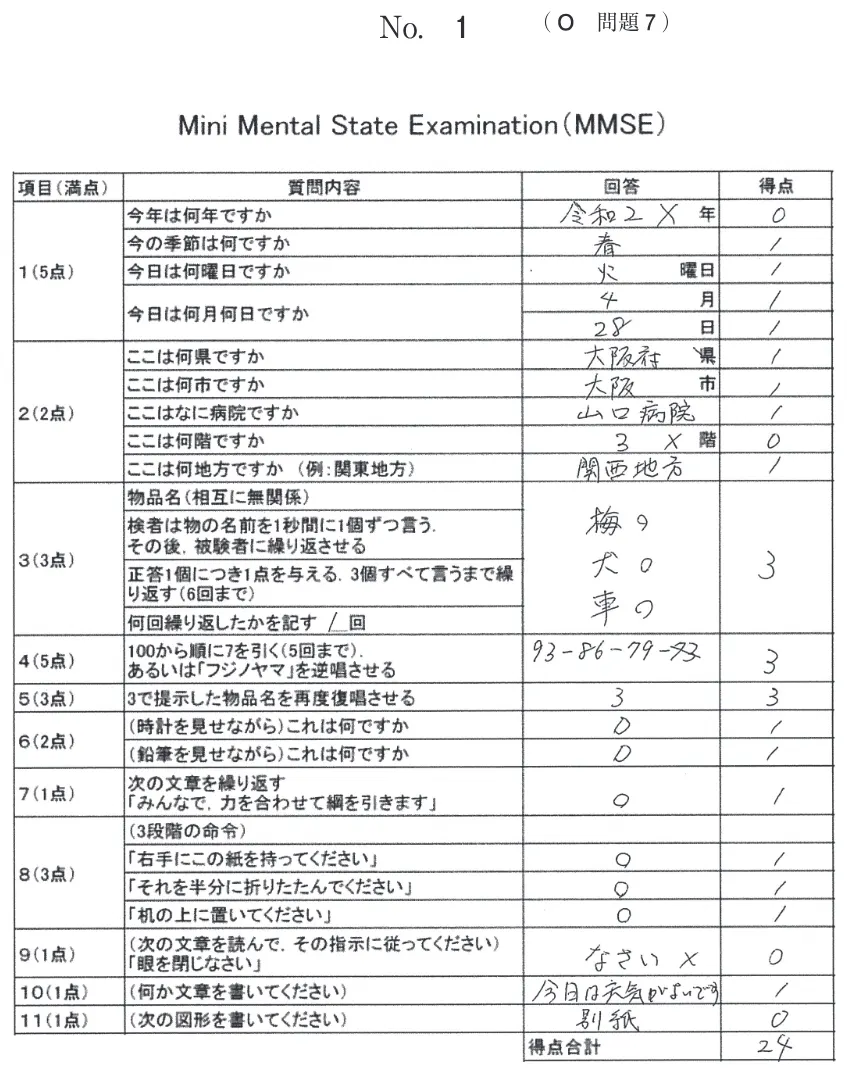 No. 1 （O 問題7）
Mini Mental State Examination(MMSE)
項目(満点) 質問内容 回答 得点
1(5点) 今年は何年ですか 令和2 X 年 0
今の季節は何ですか 春 1
今日は何曜日ですか 火 曜日 1
今日は何月何日ですか 4 月 1
28 日 1
2(2点) ここは何県ですか 大阪府 県 1
ここは何市ですか 大阪 市 1
ここはなに病院ですか 山口病院 1
ここは何階ですか 3 X 階 0
ここは何地方ですか (例:関東地方) 関西地方 1
3(3点) 物品名(相互に無関係)
検者は物の名前を1秒間に1個ずつ言う.
その後, 被験者に繰り返させる
正答1個につき1点を与える. 3個すべて言うまで繰
り返す(6回まで)
何回繰り返したかを記す 1回
梅 0
犬 0
車 0
3
4(5点) 100から順に7を引く(5回まで).
あるいは「フジノヤマ」を逆唱させる
93-86-79-73 3
5(3点) 3で提示した物品名を再度復唱させる 3 3
6(2点) (時計を見せながら)これは何ですか 0 1
(鉛筆を見せながら)これは何ですか 0 1
7(1点) 次の文章を繰り返す
「みんなで, 力を合わせて綱を引きます」 0 1
8(3点) (3段階の命令)
「右手にこの紙を持ってください」 0 1
「それを半分に折りたたんでください」 0 1
「机の上に置いてください」 0 1
9(1点) (次の文章を読んで, その指示に従ってください)
「眼を閉じなさい」 なさい X 0
10(1点) (何か文章を書いてください) 今日は天気がよいです 1
11(1点) (次の図形を書いてください) 別紙 0
得点合計 24